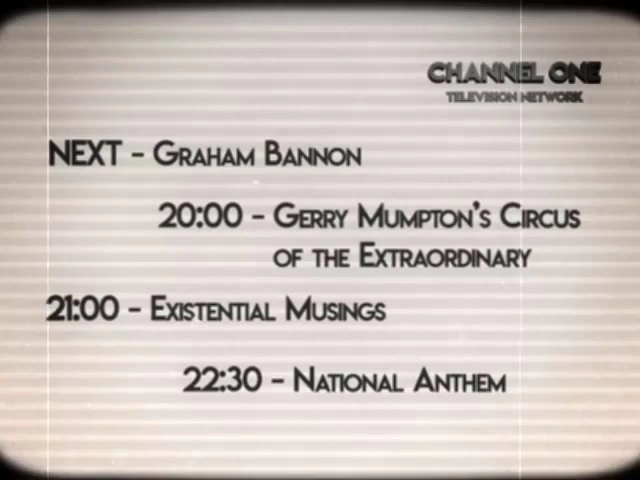 CHANNEL ONE
TELEVISION NETWORK
NEXT - GRAHAM BANNON
20:00 - GERRY MUMPTON'S CIRCUS
OF THE EXTRAORDINARY
21:00 - EXISTENTIAL MUSINGS
22:30 - NATIONAL ANTHEM